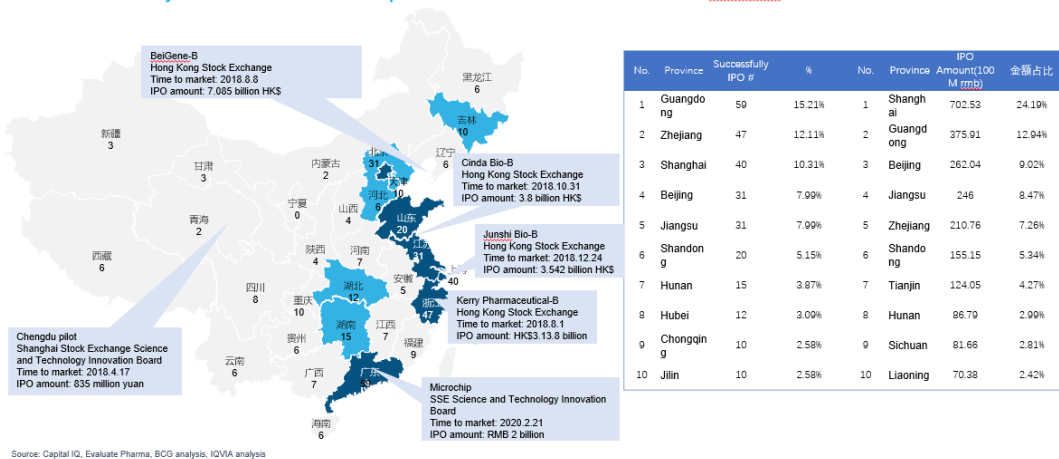 BeiGene-B
Hong Kong Stock Exchange
Time to market: 2018.8.8
IPO amount: 7.085 billion HK$
黑龙江
6
吉林
10
新疆
3
内蒙古
2
辽宁
6
甘肃
3
31
天津
10
河北
6
宁夏
0
山西
4
青海
2
山东
20
Cinda Bio-B
Hong Kong Stock Exchange
Time to market: 2018.10.31
IPO amount: 3.8 billion HK$
西藏
6
陕西
4
河南
7
31
Junshi Bio-B
Hong Kong Stock Exchange
Time to market: 2018.12.24
IPO amount: 3.542 billion HK$
40
四川
8
重庆
10
湖北
12
安徽
5
47
Kerry Pharmaceutical-B
Hong Kong Stock Exchange
Time to market: 2018.8.1
IPO amount: HK$3.13.8 billion
Chengdu pilot
Shanghai Stock Exchange Science
and Technology Innovation Board
Time to market: 2018.4.17
IPO amount: 835 million yuan
贵州
6
湖南
15
江西
7
福建
9
云南
6
广西
7
广东
59
海南
6
Microchip
SSE Science and Technology Innovation
Board
Time to market: 2020.2.21
IPO amount: RMB 2 billion
No. Province Successfully IPO # % No. Province IPO Amount(100 M rmb) 金额占比
1 Guangdong 59 15.21% 1 Shanghai 702.53 24.19%
2 Zhejiang 47 12.11% 2 Guangdong 375.91 12.94%
3 Shanghai 40 10.31% 3 Beijing 262.04 9.02%
4 Beijing 31 7.99% 4 Jiangsu 246 8.47%
5 Jiangsu 31 7.99% 5 Zhejiang 210.76 7.26%
6 Shandong 20 5.15% 6 Shandong 155.15 5.34%
7 Hunan 15 3.87% 7 Tianjin 124.05 4.27%
8 Hubei 12 3.09% 8 Hunan 86.79 2.99%
9 Chongqing 10 2.58% 9 Sichuan 81.66 2.81%
10 Jilin 10 2.58% 10 Liaoning 70.38 2.42%
Source: Capital IQ, Evaluate Pharma, BCG analysis, IQVIA analysis